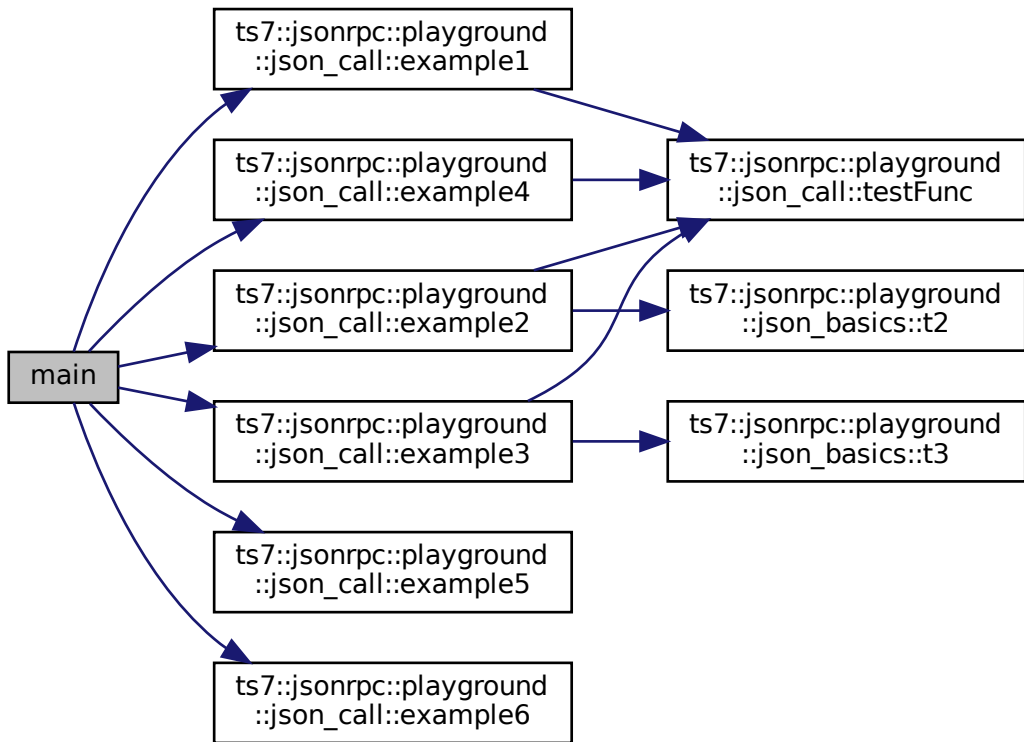 ts7::jsonrpc::playground
::json_call::example1
ts7::jsonrpc::playground
::json_call::example4
ts7::jsonrpc::playground
::json_call::testFunc
ts7::jsonrpc::playground
::json_call::example2
ts7::jsonrpc::playground
::json_basics::t2
main
ts7::jsonrpc::playground
::json_call::example3
ts7::jsonrpc::playground
::json_basics::t3
ts7::jsonrpc::playground
::json_call::example5
ts7::jsonrpc::playground
::json_call::example6